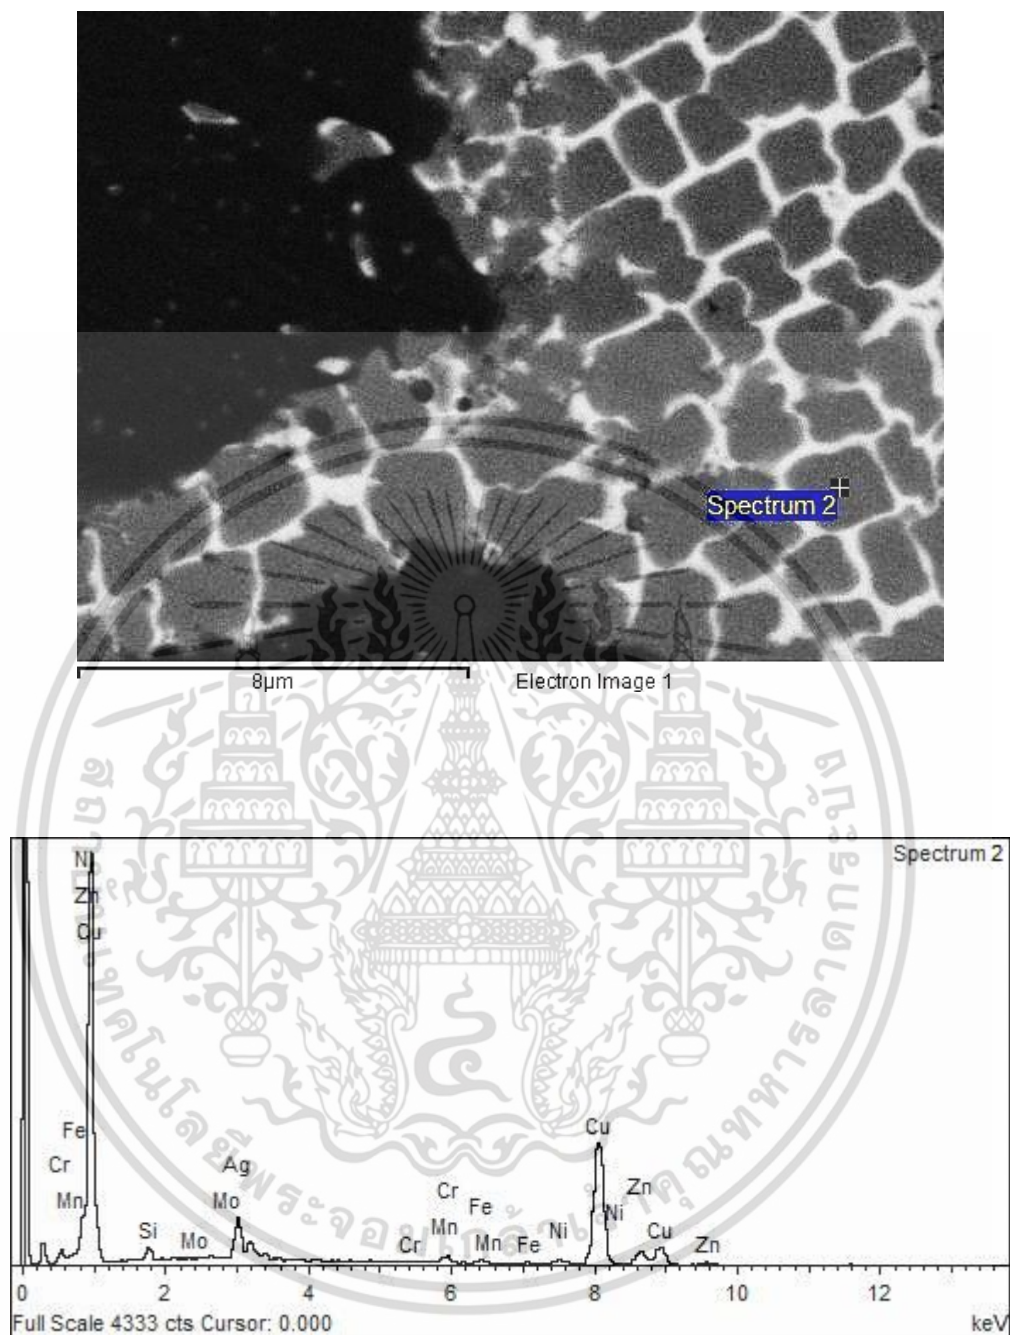 Spectrum 2
8µm
Electron Image 1
Spectrum 2
Ni
Zn
Cu
Fe
Cr
Mn
Si
Mo
Ag
Mo
Cr
Cr
Mn
Fe
Mn
Fe
Ni
Cu
Ni
Zn
Cu
Zn
0 2 4 6 8 10 12
Full Scale 4333 cts Cursor: 0.000 keV